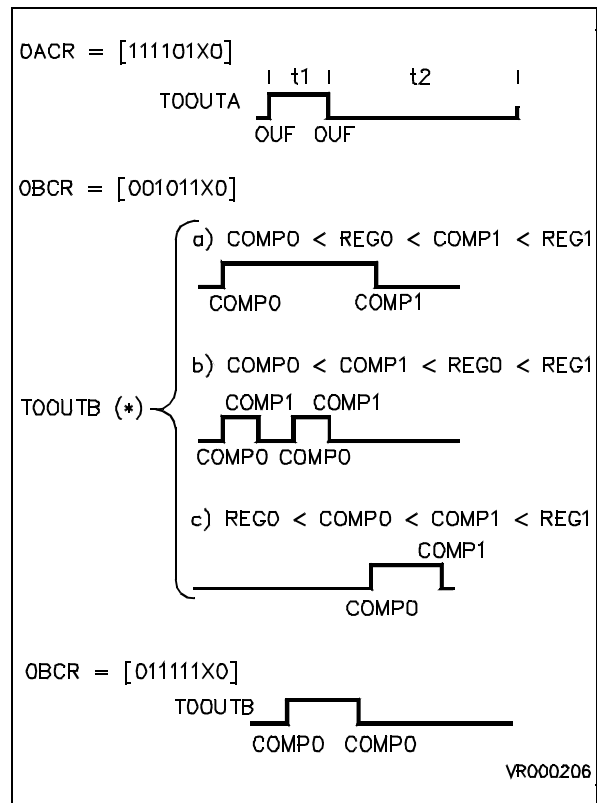 OACR = [111101X0]
t1 t2
TOOUTA
OUF OUF
OBCR = [001011X0]
a) COMP0 < REG0 < COMP1 < REG1
COMP0 COMP1
b) COMP0 < COMP1 < REG0 < REG1
COMP1 COMP1
TOOUTB (*)
COMP0 COMP0
c) REG0 < COMP0 < COMP1 < REG1
COMP1
COMP0
OBCR = [011111X0]
TOOUTB
COMP0 COMP0
VR000206